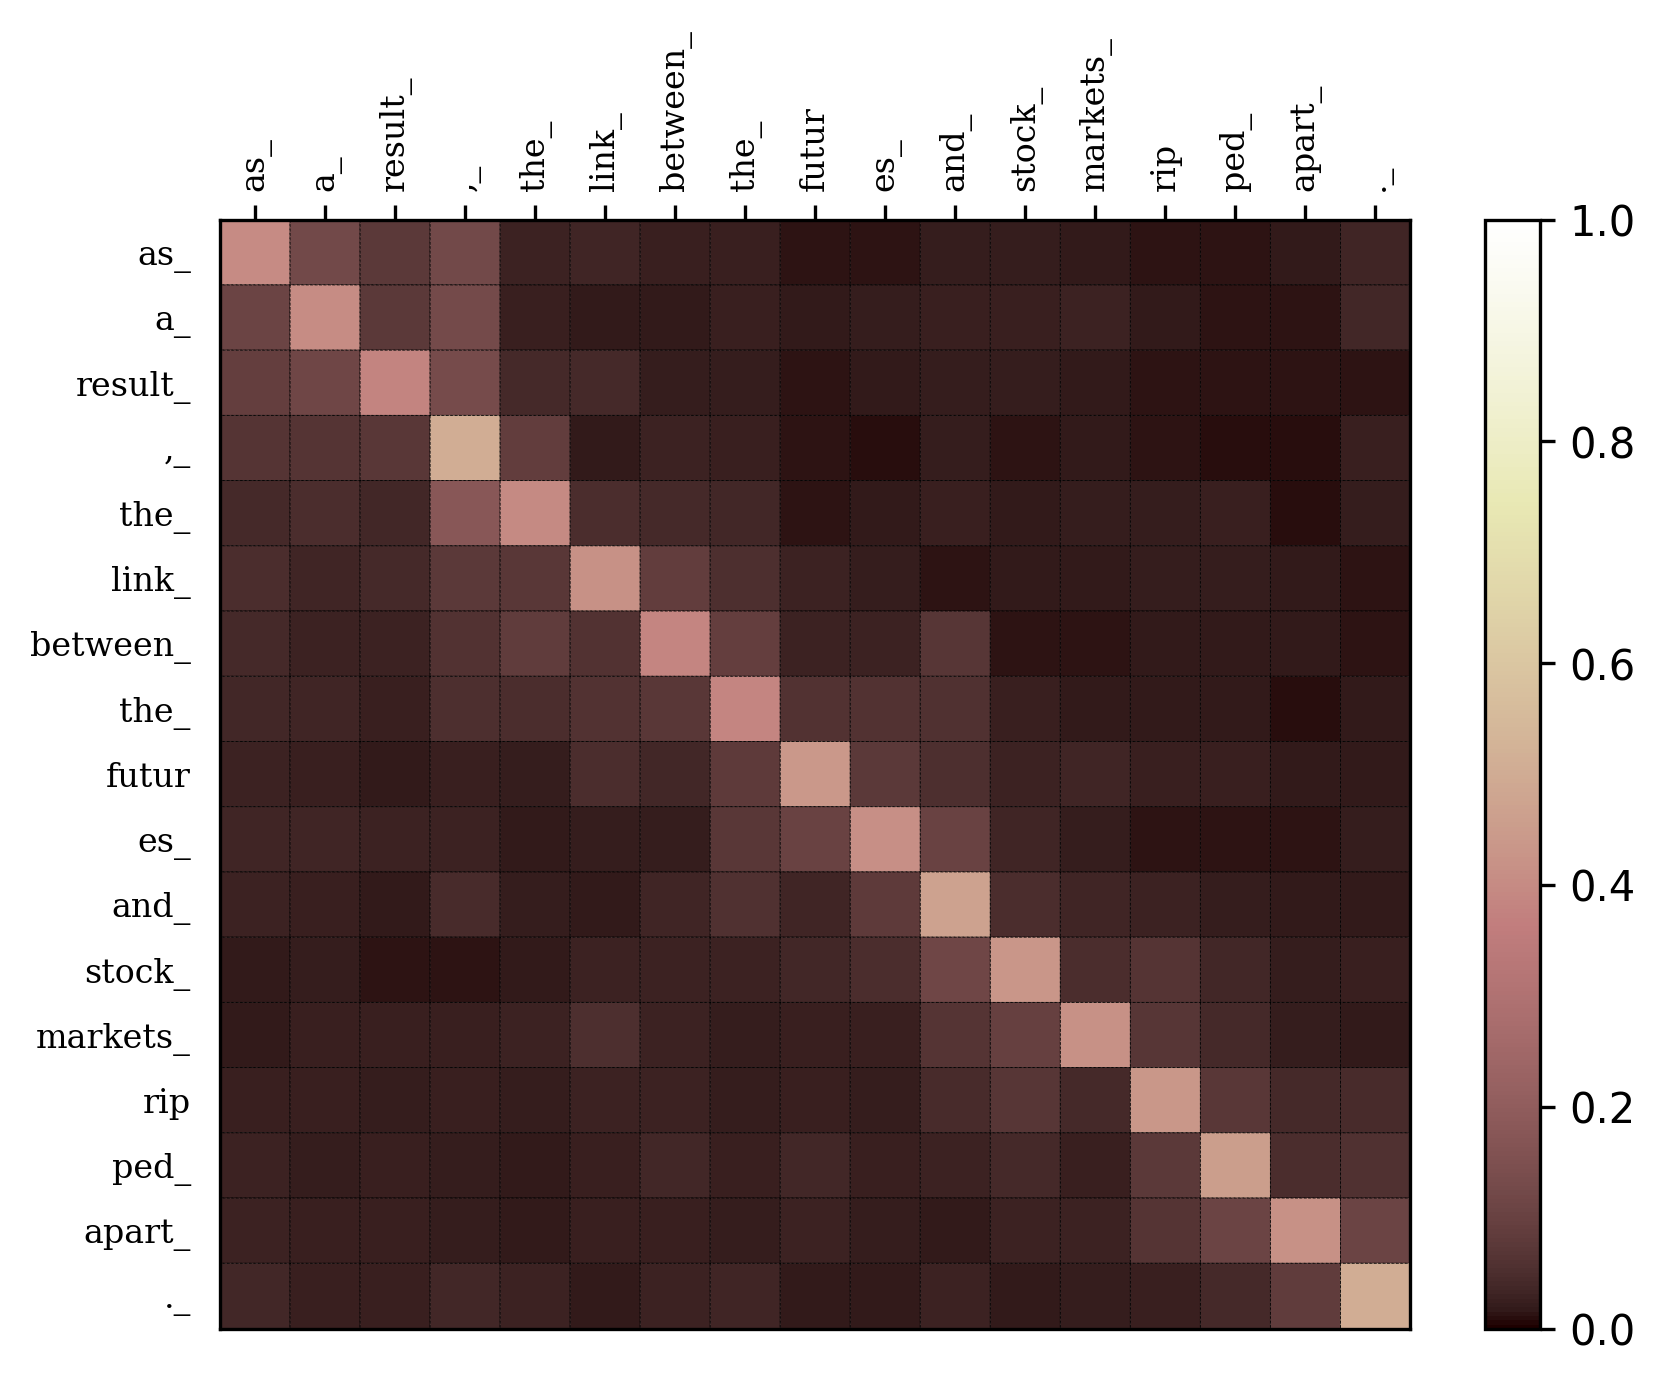 as_ a_ result_ ,_ the_ link_ between_ the_ futur es_ and_ stock_ markets_ rip ped_ apart_ ._
as_
a_
result_
,_
the_
link_
between_
the_
futur
es_
and_
stock_
markets_
rip
ped_
apart_
._
1.0
0.8
0.6
0.4
0.2
0.0